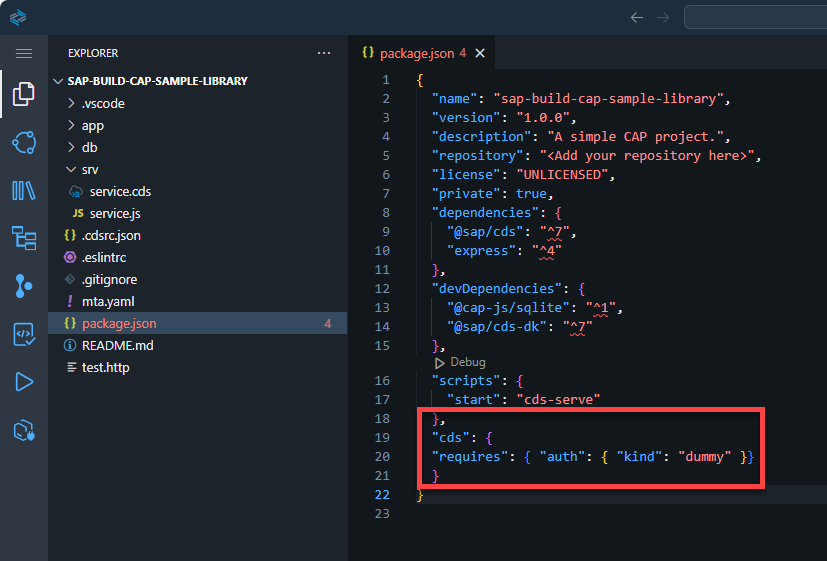 EXPLORER
...
SAP-BUILD-CAP-SAMPLE-LIBRARY
.vscode
app
db
srv
service.cds
JS service.js
{} .cdsrc.json
.eslintrc
.gitignore
! mta.yaml
{} package.json 4
README.md
test.http
{} package.json 4
1 {
2 "name": "sap-build-cap-sample-library",
3 "version": "1.0.0",
4 "description": "A simple CAP project.",
5 "repository": "<Add your repository here>",
6 "license": "UNLICENSED",
7 "private": true,
8 "dependencies": {
9 "@sap/cds": "^7",
10 "express": "^4"
11 },
12 "devDependencies": {
13 "@cap-js/sqlite": "^1",
14 "@sap/cds-dk": "^7"
15 },
Debug
16 "scripts": {
17 "start": "cds-serve"
18 },
19 "cds": {
20 "requires": { "auth": { "kind": "dummy" }}
21 }
22 }
23